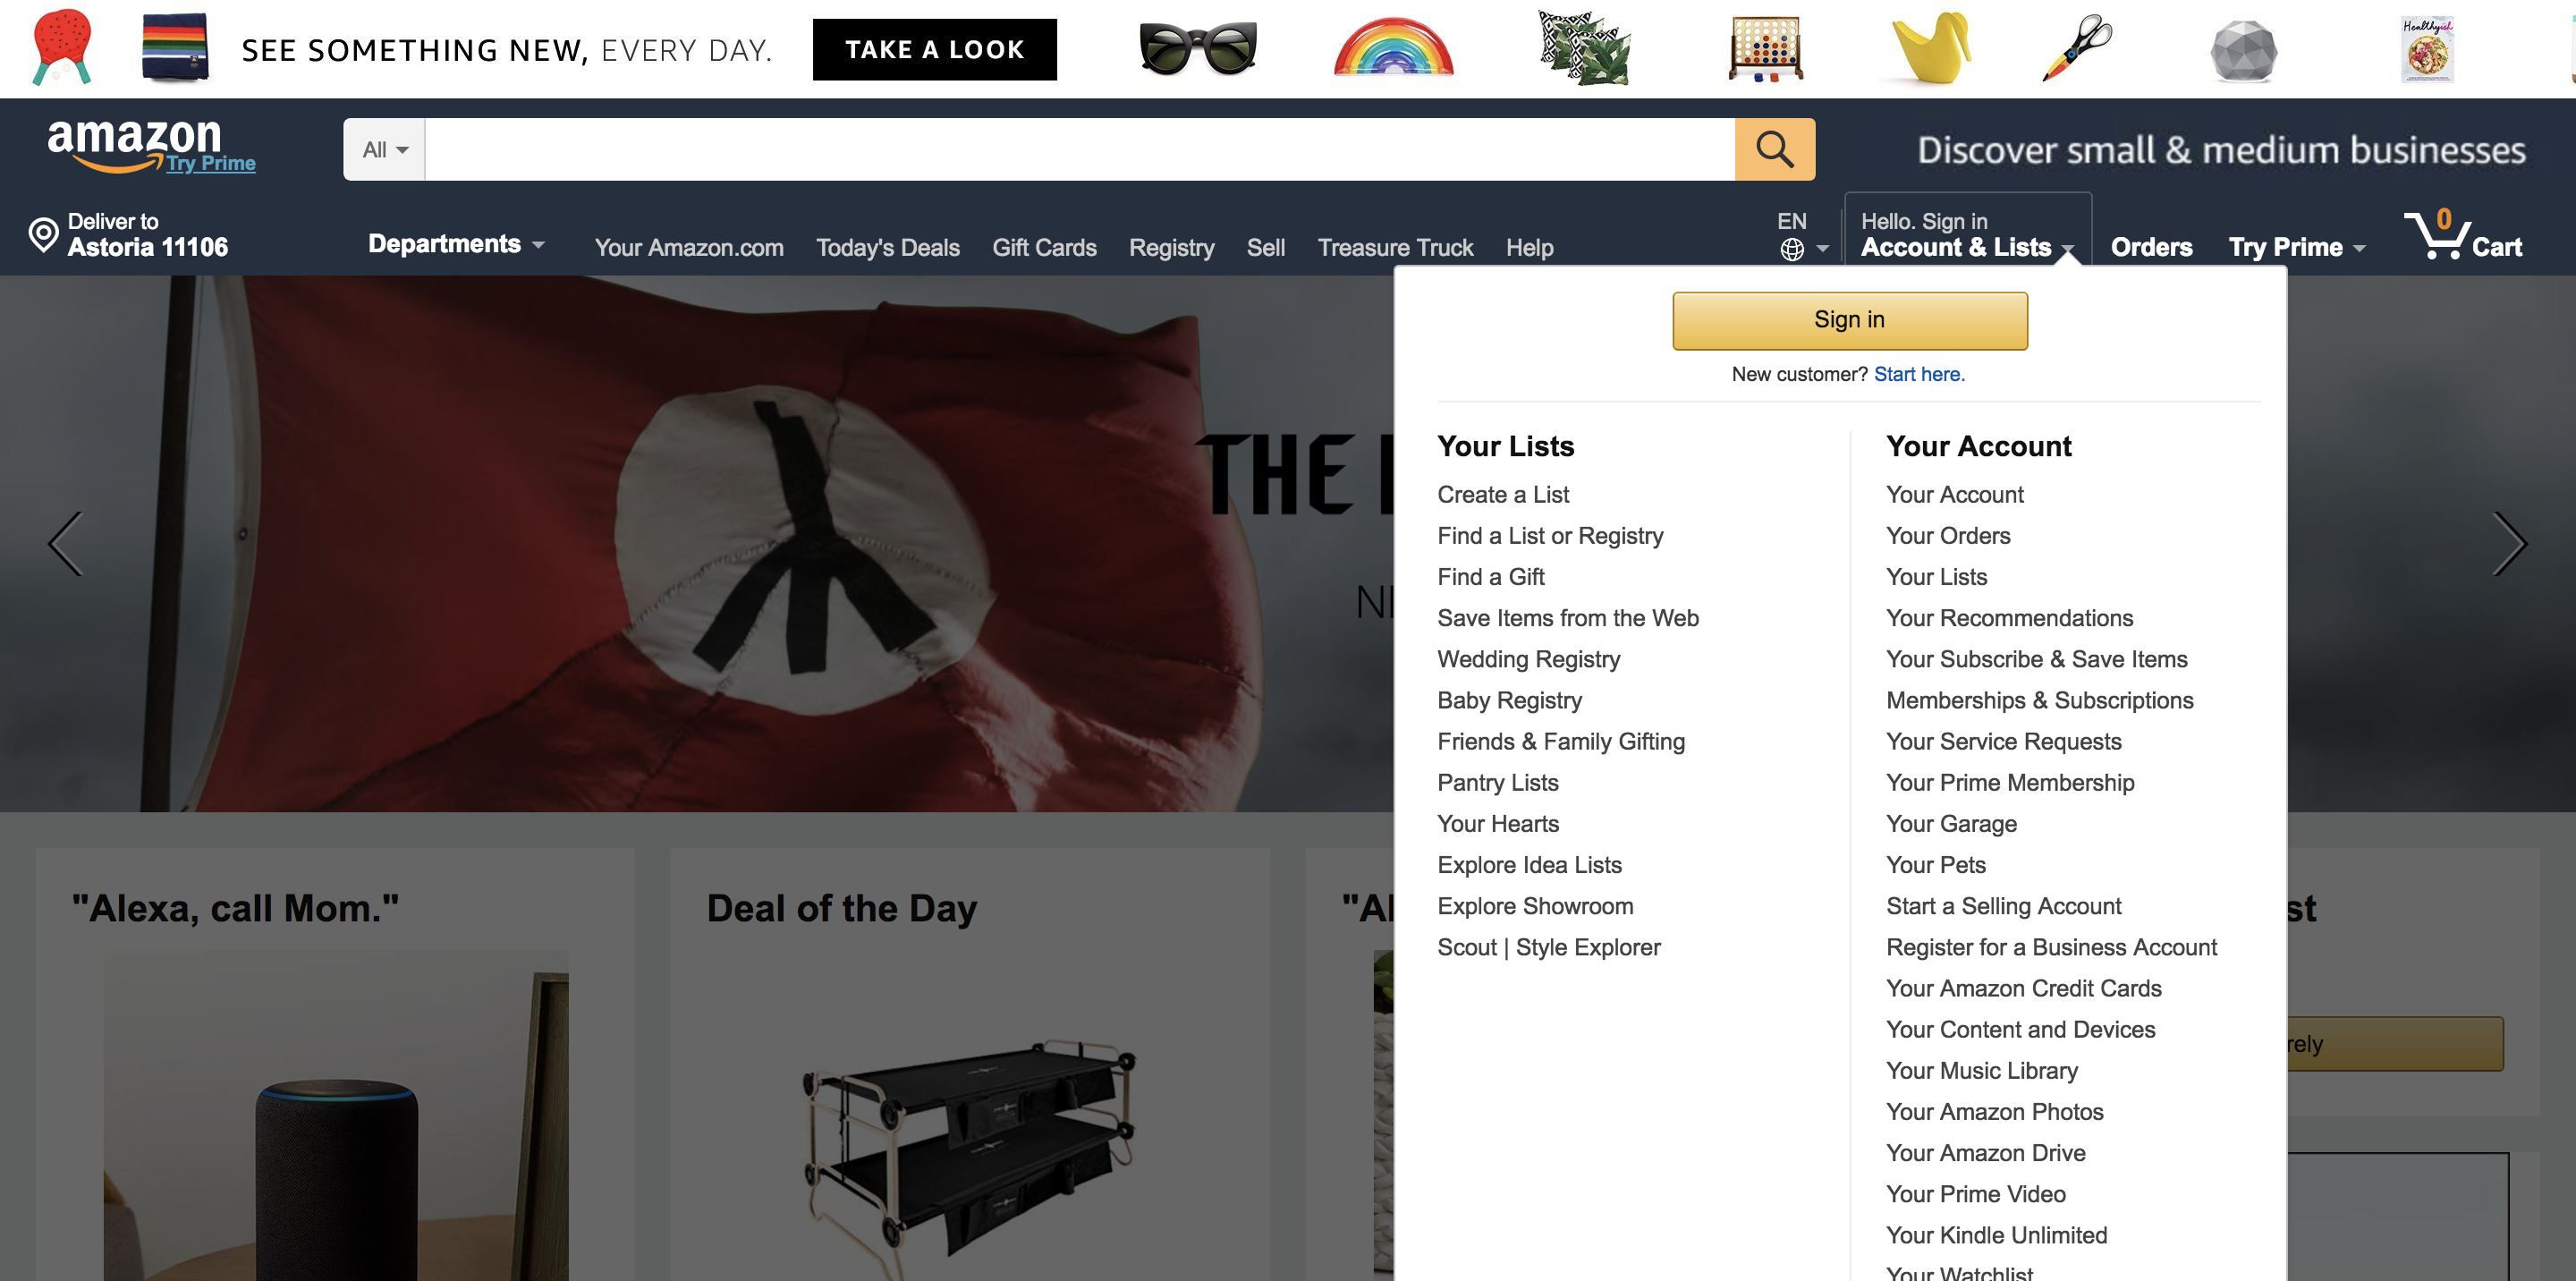 SEE SOMETHING NEW, EVERY DAY.
TAKE A LOOK
Healthyish
amazon
Try Prime
All
Discover small & medium businesses
Deliver to
Astoria 11106
Departments
Your Amazon.com
Today's Deals
Gift Cards
Registry
Sell
Treasure Truck
Help
EN
Hello. Sign in
Account & Lists
Orders
Try Prime
0
Cart
Sign in
New customer? Start here.
THE
Your Lists
Create a List
Find a List or Registry
Find a Gift
Save Items from the Web
Wedding Registry
Baby Registry
Friends & Family Gifting
Pantry Lists
Your Hearts
Explore Idea Lists
Explore Showroom
Scout | Style Explorer
Your Account
Your Account
Your Orders
Your Lists
Your Recommendations
Your Subscribe & Save Items
Memberships & Subscriptions
Your Service Requests
Your Prime Membership
Your Garage
Your Pets
Start a Selling Account
Register for a Business Account
Your Amazon Credit Cards
Your Content and Devices
Your Music Library
Your Amazon Photos
Your Amazon Drive
Your Prime Video
Your Kindle Unlimited
Your Watchlist
"Alexa, call Mom."
Deal of the Day
"Al
st
rely